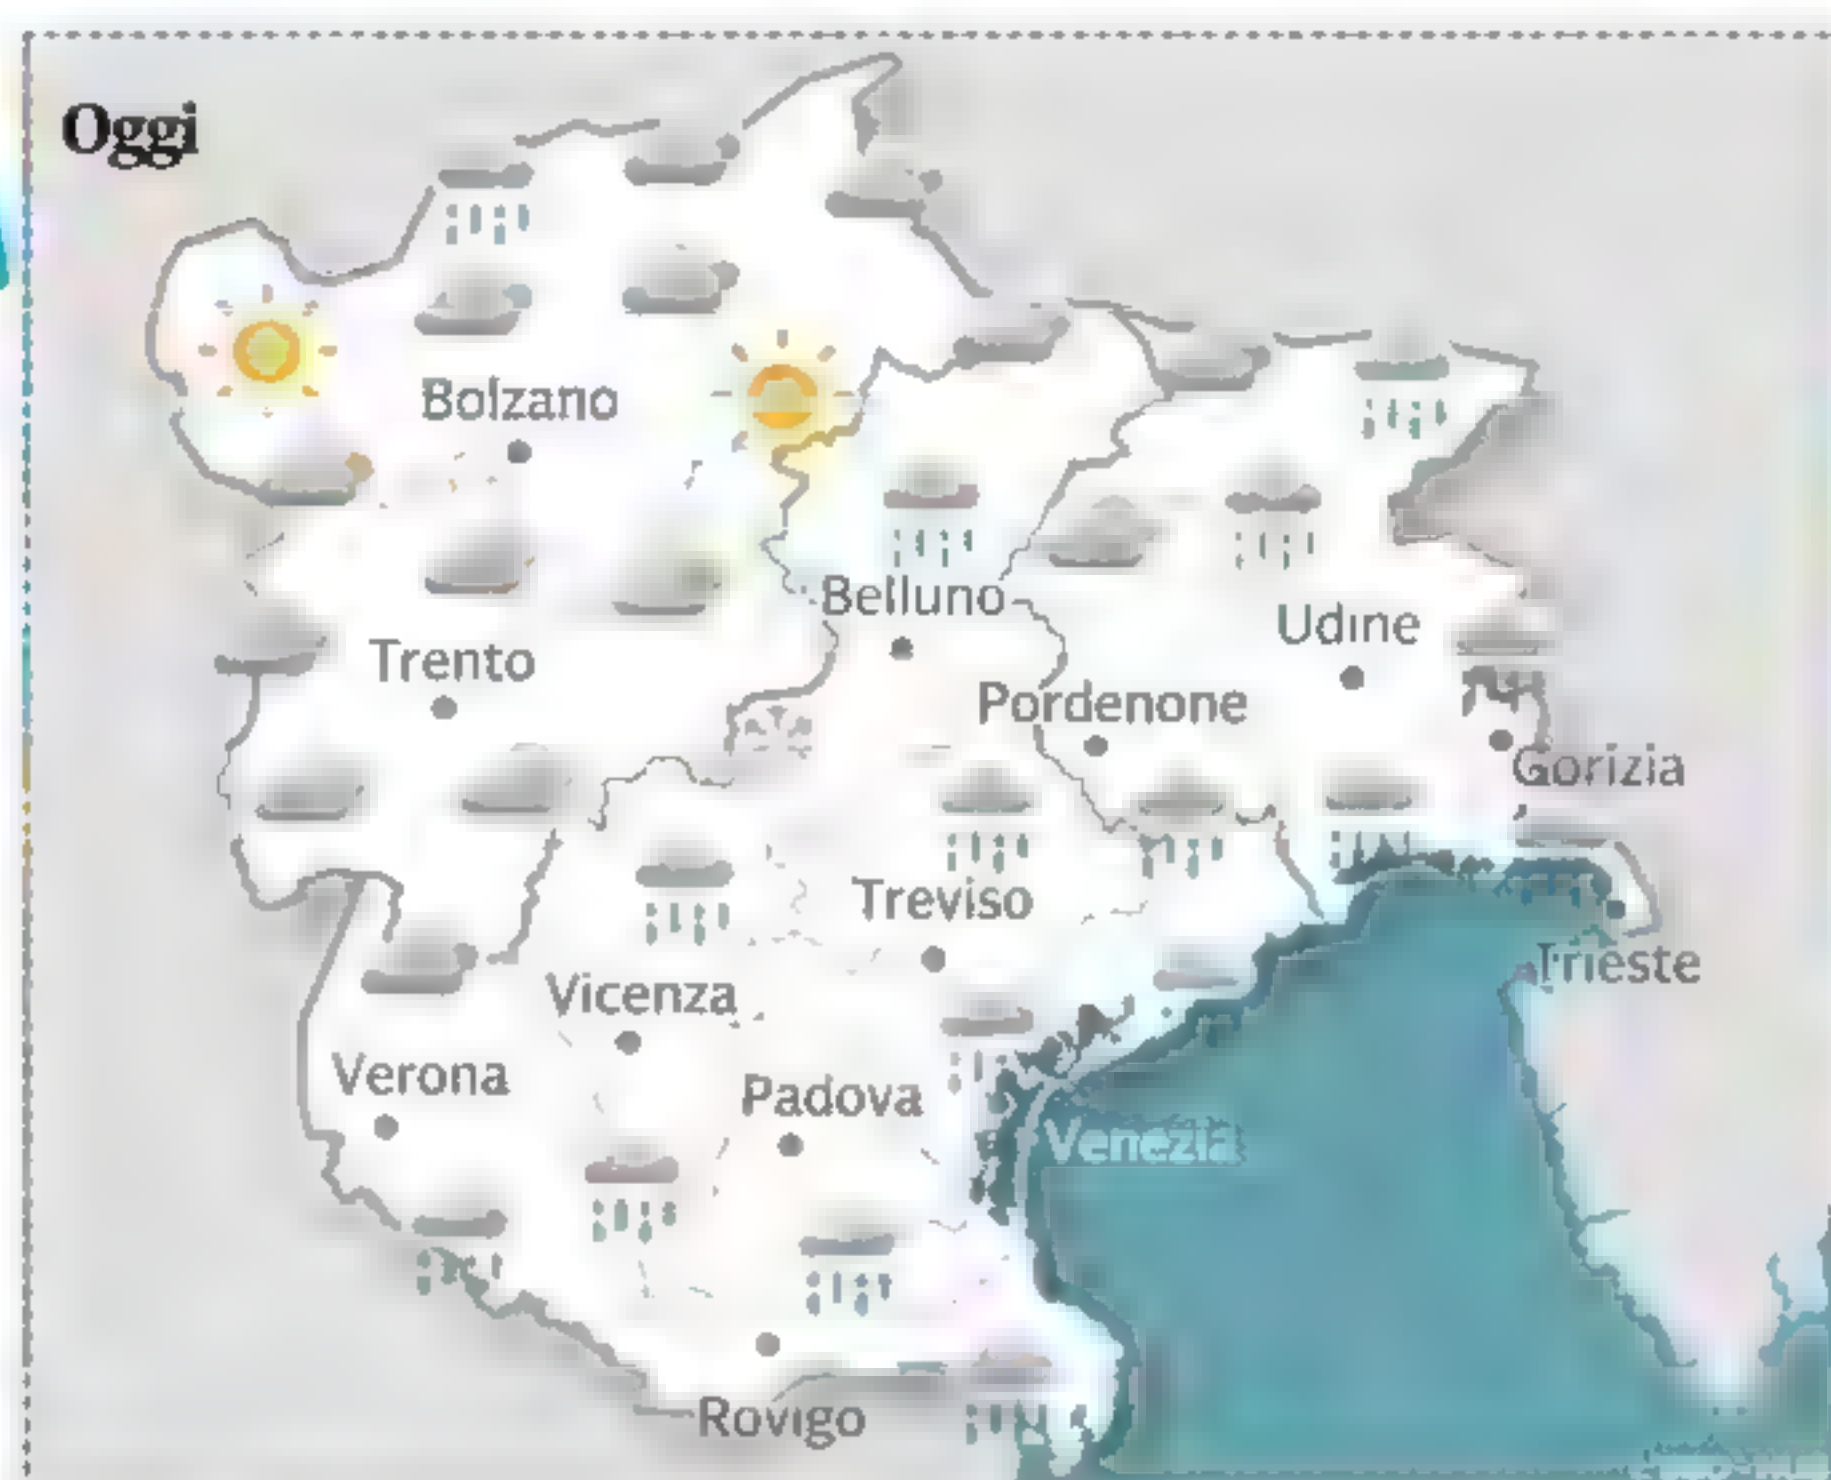 Oggi
Bolzano
Belluno
Udine
Trento
Pordenone
Gorizia
Treviso
Trieste
Vicenza
Verona
Padova
Venezia
Rovigo